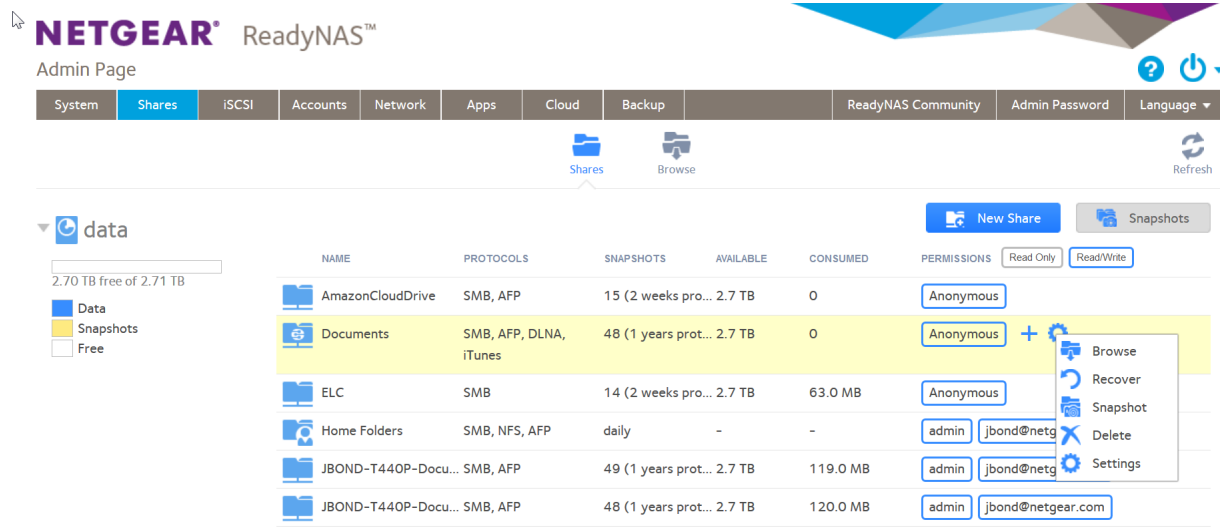 NETGEAR® ReadyNAS™
Admin Page
System Shares iSCSI Accounts Network Apps Cloud Backup ReadyNAS Community Admin Password Language
Shares Browse Refresh
data
New Share Snapshots
NAME PROTOCOLS SNAPSHOTS AVAILABLE CONSUMED PERMISSIONS Read Only Read/Write
2.70 TB free of 2.71 TB
Data
Snapshots
Free
AmazonCloudDrive SMB, AFP 15 (2 weeks pro... 2.7 TB 0 Anonymous
Documents SMB, AFP, DLNA, 48 (1 years prot... 2.7 TB 0 Anonymous
iTunes
ELC SMB 14 (2 weeks pro... 2.7 TB 63.0 MB Anonymous
Home Folders SMB, NFS, AFP daily - - admin jbond@netg
JBOND-T440P-Docu... SMB, AFP 49 (1 years prot... 2.7 TB 119.0 MB admin jbond@netg
JBOND-T440P-Docu... SMB, AFP 48 (1 years prot... 2.7 TB 120.0 MB admin jbond@netgear.com
Browse
Recover
Snapshot
Delete
Settings